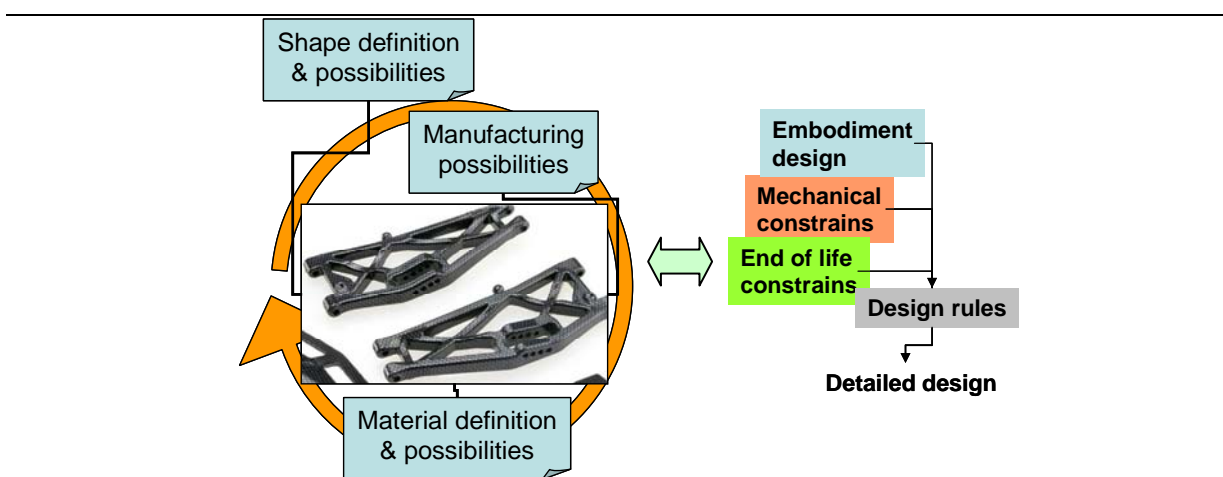 Shape definition
& possibilities
Manufacturing
possibilities
Material definition
& possibilities
Embodiment
design
Mechanical
constrains
End of life
constrains
Design rules
Detailed design